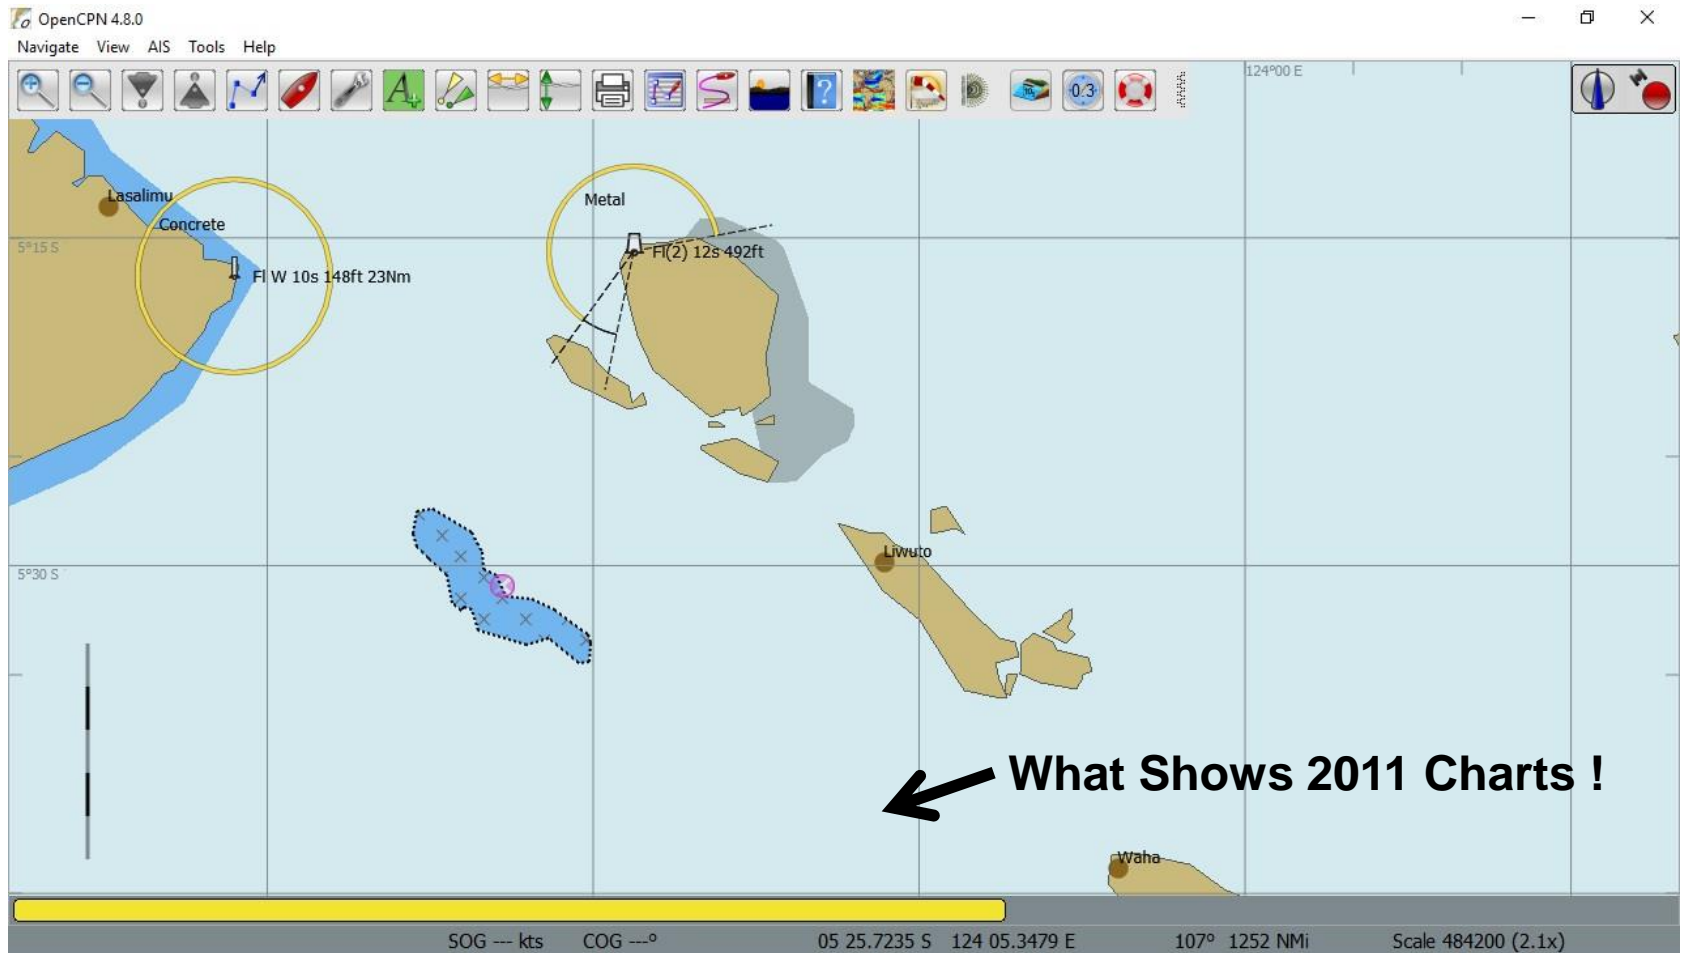 OpenCPN 4.8.0
Navigate View AIS Tools Help
124°00 E
Lasalimu
Concrete
Metal
5°15 S
Fl(2) 12s 492ft
Fl W 10s 148ft 23Nm
Liwuto
5°30 S
What Shows 2011 Charts !
Waha
SOG --- kts COG ---° 05 25.7235 S 124 05.3479 E 107° 1252 NMi Scale 484200 (2.1x)